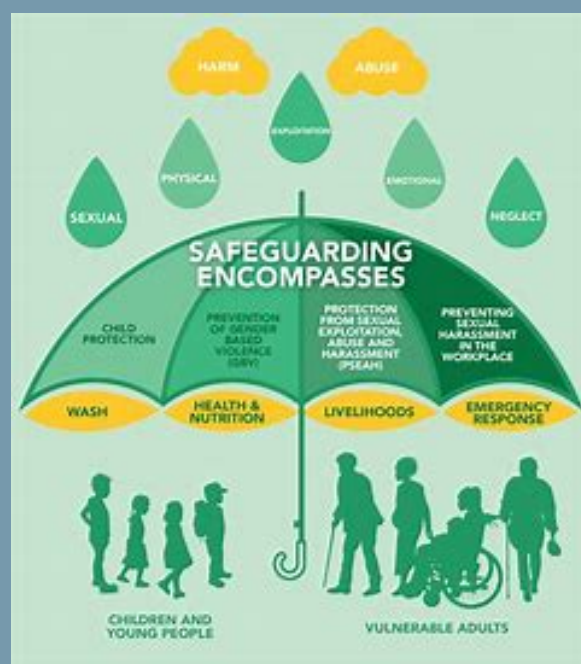 HARM
ABUSE
EXPLOITATION
PHYSICAL
EMOTIONAL
SEXUAL
NEGLECT
SAFEGUARDING
ENCOMPASSES
CHILD
PROTECTION
PREVENTION
OF GENDER
BASED
VIOLENCE
(GBV)
PROTECTION
FROM SEXUAL
EXPLOITATION,
ABUSE AND
HARASSMENT
(PSEAH)
PREVENTING
SEXUAL
HARASSMENT
IN THE
WORKPLACE
WASH
HEALTH &
NUTRITION
LIVELIHOODS
EMERGENCY
RESPONSE
CHILDREN AND
YOUNG PEOPLE
VULNERABLE ADULTS